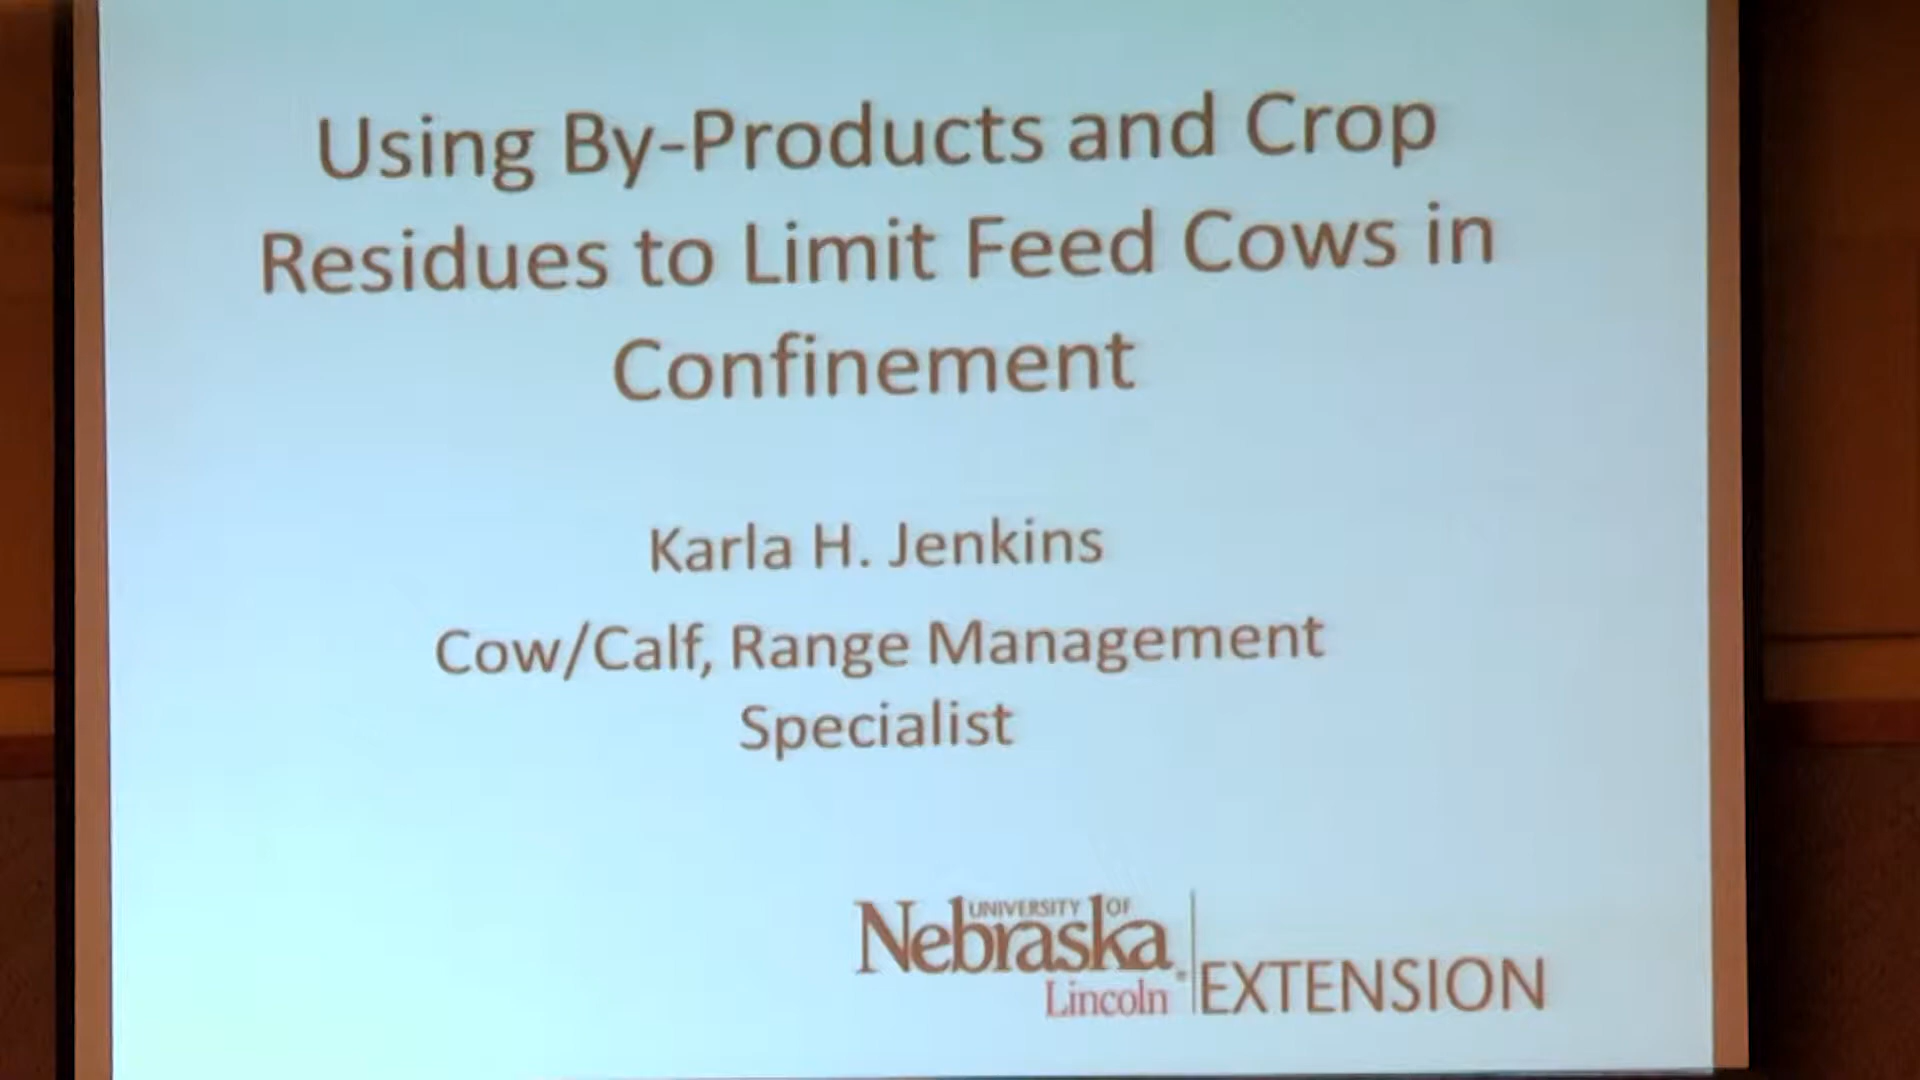 Using By-Products and Crop
Residues to Limit Feed Cows in
Confinement
Karla H. Jenkins
Cow/Calf, Range Management
Specialist
UNIVERSITY OF
Nebraska
Lincoln
EXTENSION